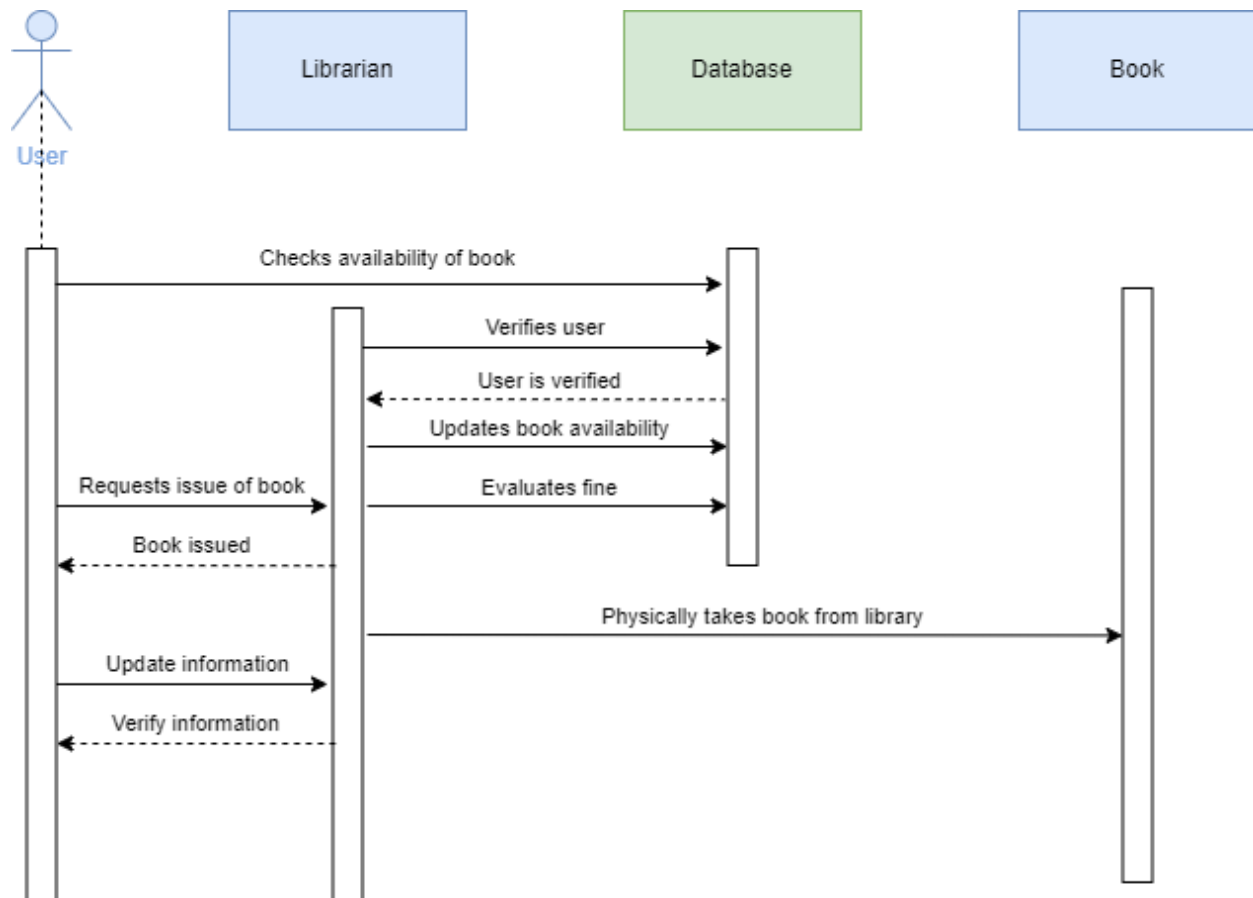 Librarian
Database
Book
User
Checks availability of book
Verifies user
User is verified
Updates book availability
Requests issue of book
Evaluates fine
Book issued
Physically takes book from library
Update information
Verify information